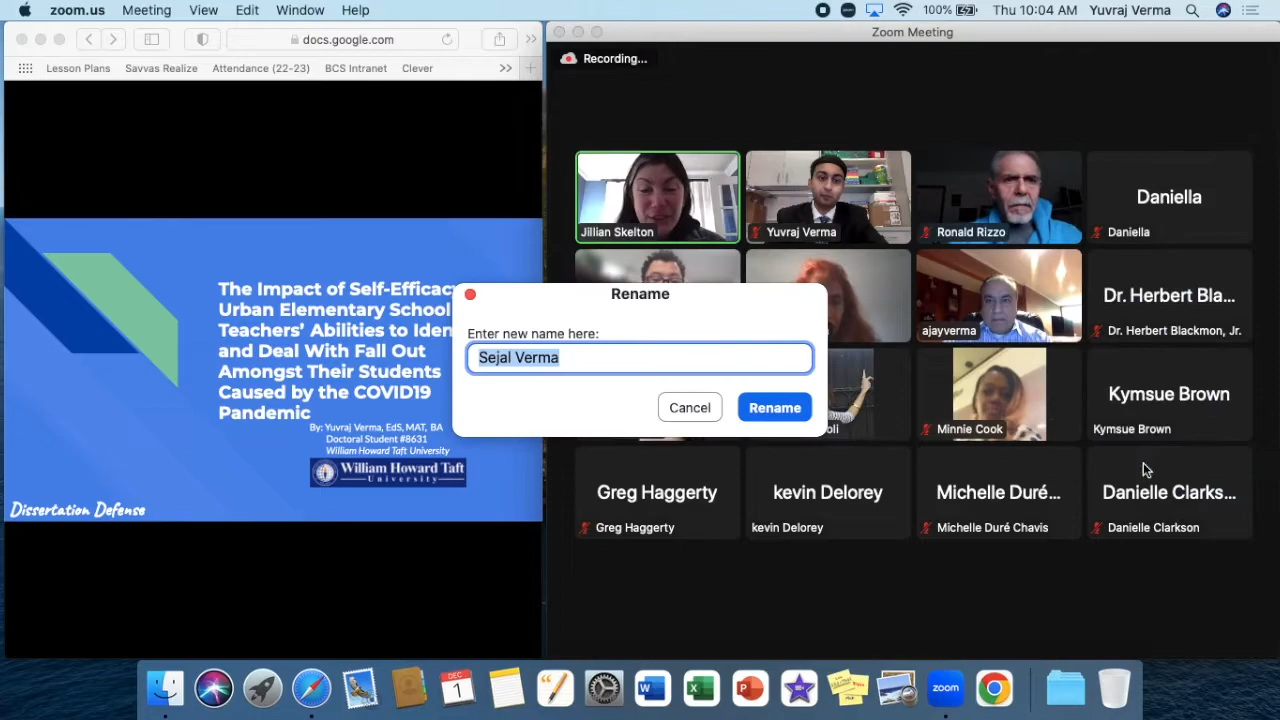 zoom.us Meeting View Edit Window Help
100% Thu 10:04 AM Yuvraj Verma
docs.google.com
Lesson Plans Savvas Realize Attendance (22-23) BCS Intranet Clever
The Impact of Self-Efficacy
Urban Elementary School
Teachers' Abilities to Iden
and Deal With Fall Out
Amongst Their Students
Caused by the COVID19
Pandemic
By: Yuvraj Verma, EdS, MAT, BA
Doctoral Student #8631
William Howard Taft University
William Howard Taft
University
Dissertation Defense
Zoom Meeting
Recording...
Jillian Skelton
Yuvraj Verma
Ronald Rizzo
Daniella
Daniella
ajayverma
Dr. Herbert Bla...
Dr. Herbert Blackmon, Jr.
Rename
Enter new name here:
Sejal Verma
Cancel
Rename
oli
Minnie Cook
Kymsue Brown
Kymsue Brown
Greg Haggerty
Greg Haggerty
kevin Delorey
kevin Delorey
Michelle Duré...
Michelle Duré Chavis
Danielle Clarks...
Danielle Clarkson
DEC
1
zoom